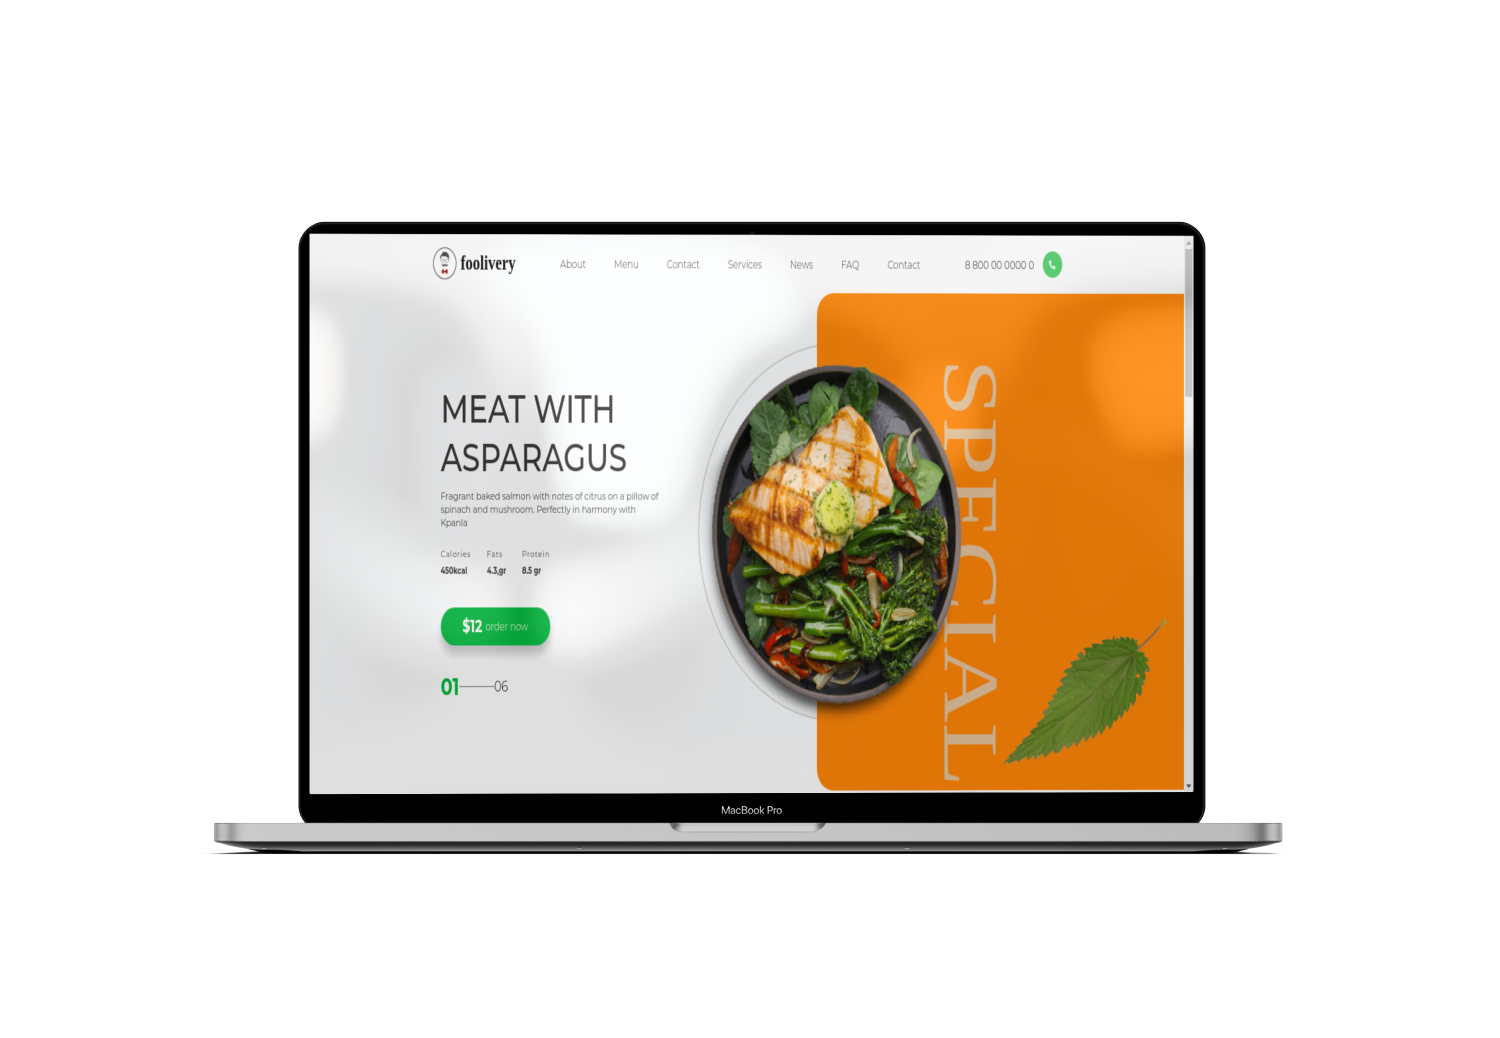 foolivery
About Menu Contact Services News FAQ Contact 8 800 00 0000 0
MEAT WITH
ASPARAGUS
Fragrant baked salmon with notes of citrus on a pillow of
spinach and mushroom. Perfectly in harmony with
Kpanla
Calories Fats Protein
450kcal 4.3,gr 8.5 gr
$12 order now
01 06
SPECIAL
MacBook Pro